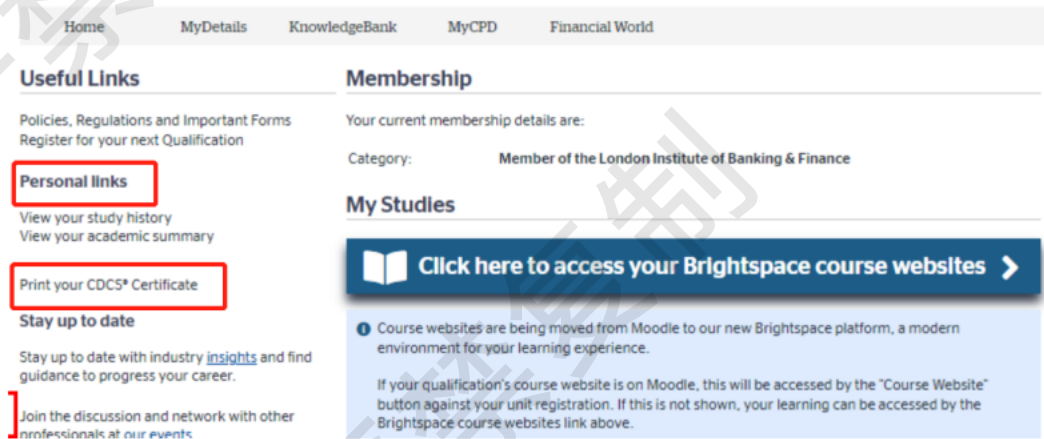 Home MyDetails KnowledgeBank MyCPD Financial World
Useful Links
Policies, Regulations and Important Forms
Register for your next Qualification
Personal links
View your study history
View your academic summary
Print your CDCS® Certificate
Stay up to date
Stay up to date with industry insights and find
guidance to progress your career.
Join the discussion and network with other
professionals at our events
Membership
Your current membership details are:
Category: Member of the London Institute of Banking & Finance
My Studies
Click here to access your Brightspace course websites
Course websites are being moved from Moodle to our new Brightspace platform, a modern
environment for your learning experience.
If your qualification's course website is on Moodle, this will be accessed by the "Course Website"
button against your unit registration. If this is not shown, your learning can be accessed by the
Brightspace course websites link above.
禁复制